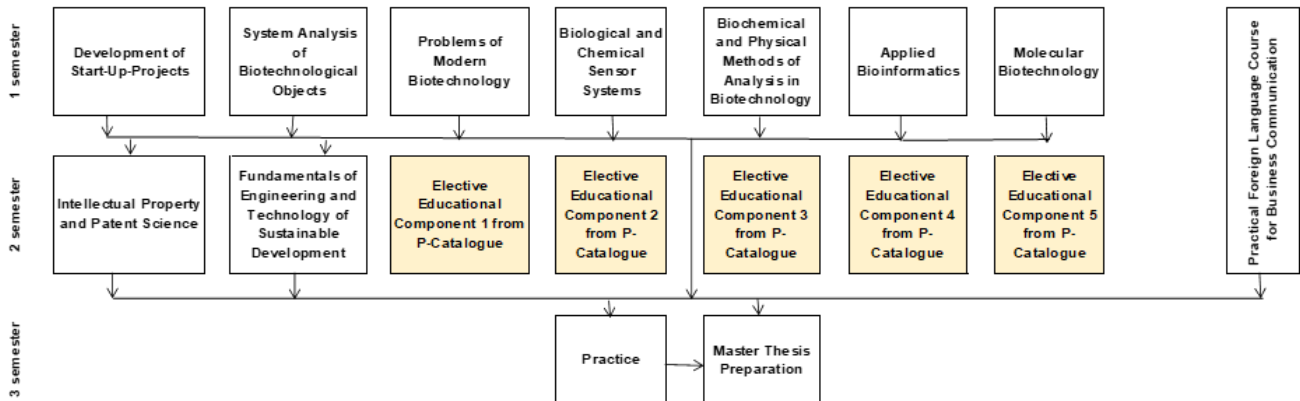 1 semester
Development of
Start-Up-Projects
System Analysis
of
Biotechnological
Objects
Problems of
Modern
Biotechnology
Biological and
Chemical
Sensor
Systems
Biochemical
and Physical
Methods of
Analysis in
Biotechnology
Applied
Bioinformatics
Molecular
Biotechnology
Practical Foreign Language Course
for Business Communication
2 semester
Intellectual Property
and Patent Science
Fundamentals of
Engineering and
Technology of
Sustainable
Development
Elective
Educational
Component 1 from
P-Catalogue
Elective
Educational
Component 2
from P-
Catalogue
Elective
Educational
Component 3
from P-
Catalogue
Elective
Educational
Component 4
from P-
Catalogue
Elective
Educational
Component 5
from P-
Catalogue
3 semester
Practice
Master Thesis
Preparation